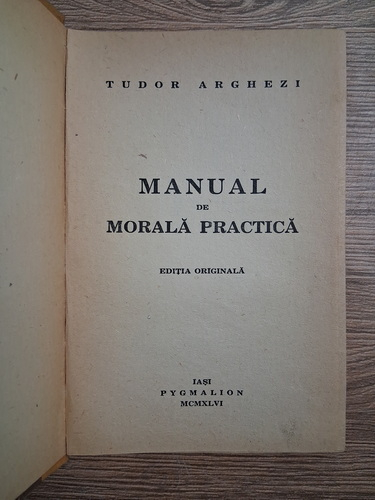 TUDOR ARGHEZI
MANUAL
DE
MORALĂ PRACTICĂ
EDIȚIA ORIGINALĂ
IAȘI
PYGMALION
MCMXLVI